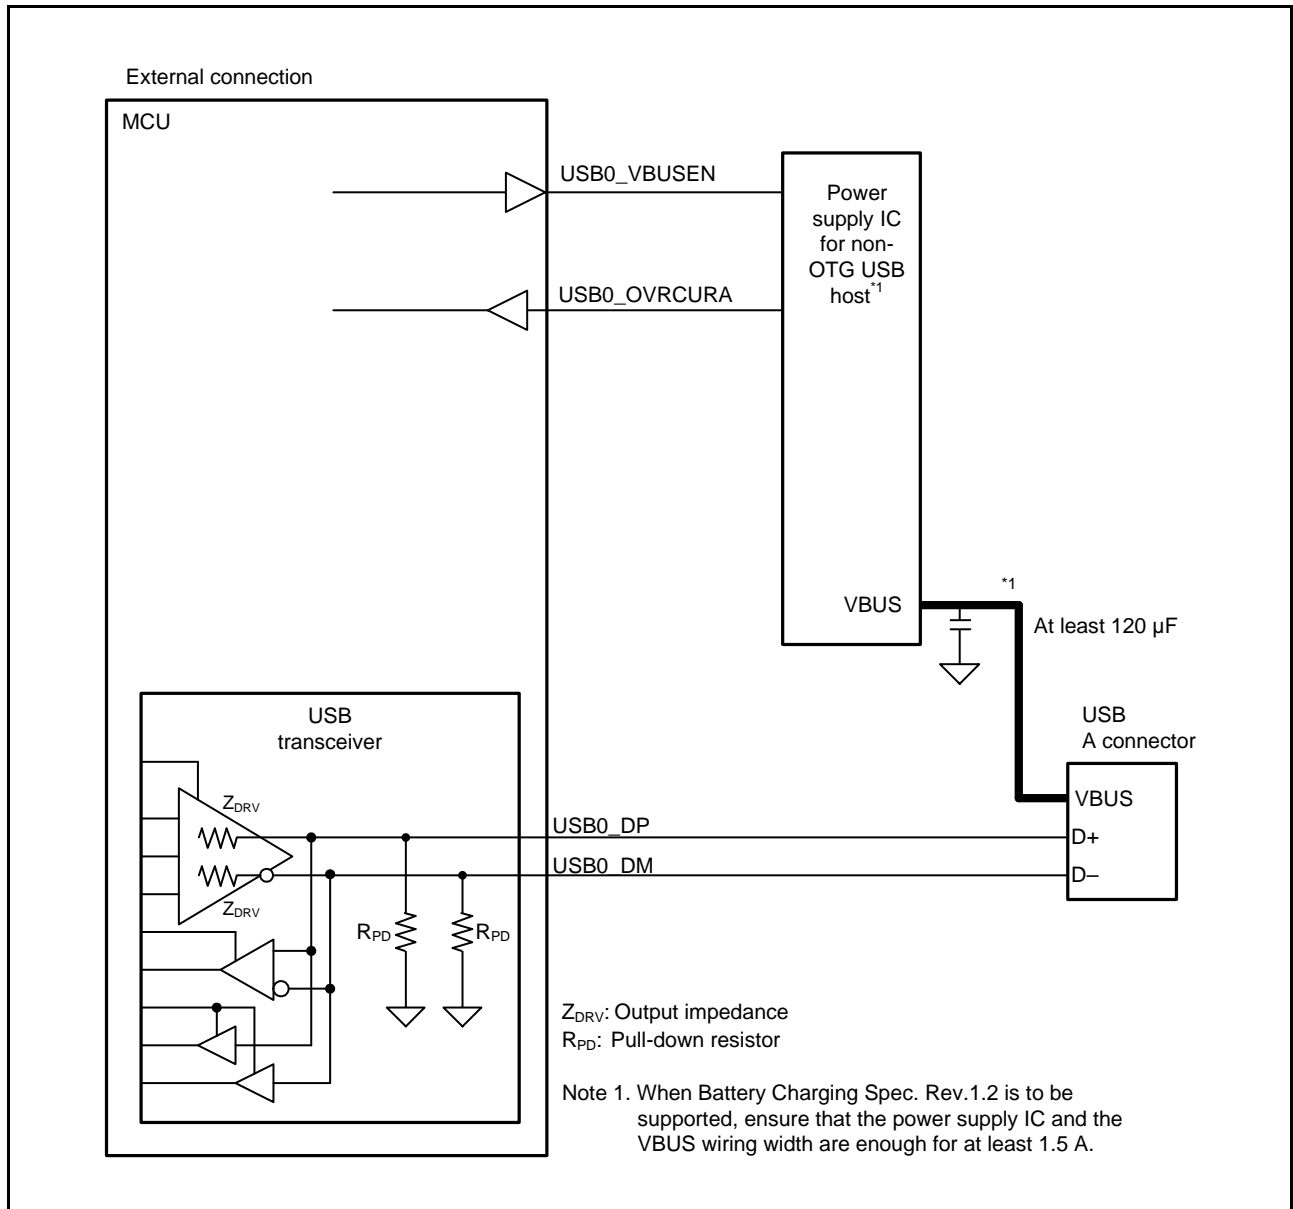 External connection
MCU
USB0_VBUSEN
Power
supply IC
for non-
OTG USB
host*1
USB0_OVRCURA
*1
VBUS
At least 120 µF
USB
transceiver
USB
A connector
VBUS
ZDRV
USB0_DP
D+
USB0_DM
D–
ZDRV
RPD
RPD
ZDRV: Output impedance
RPD: Pull-down resistor
Note 1. When Battery Charging Spec. Rev.1.2 is to be
supported, ensure that the power supply IC and the
VBUS wiring width are enough for at least 1.5 A.